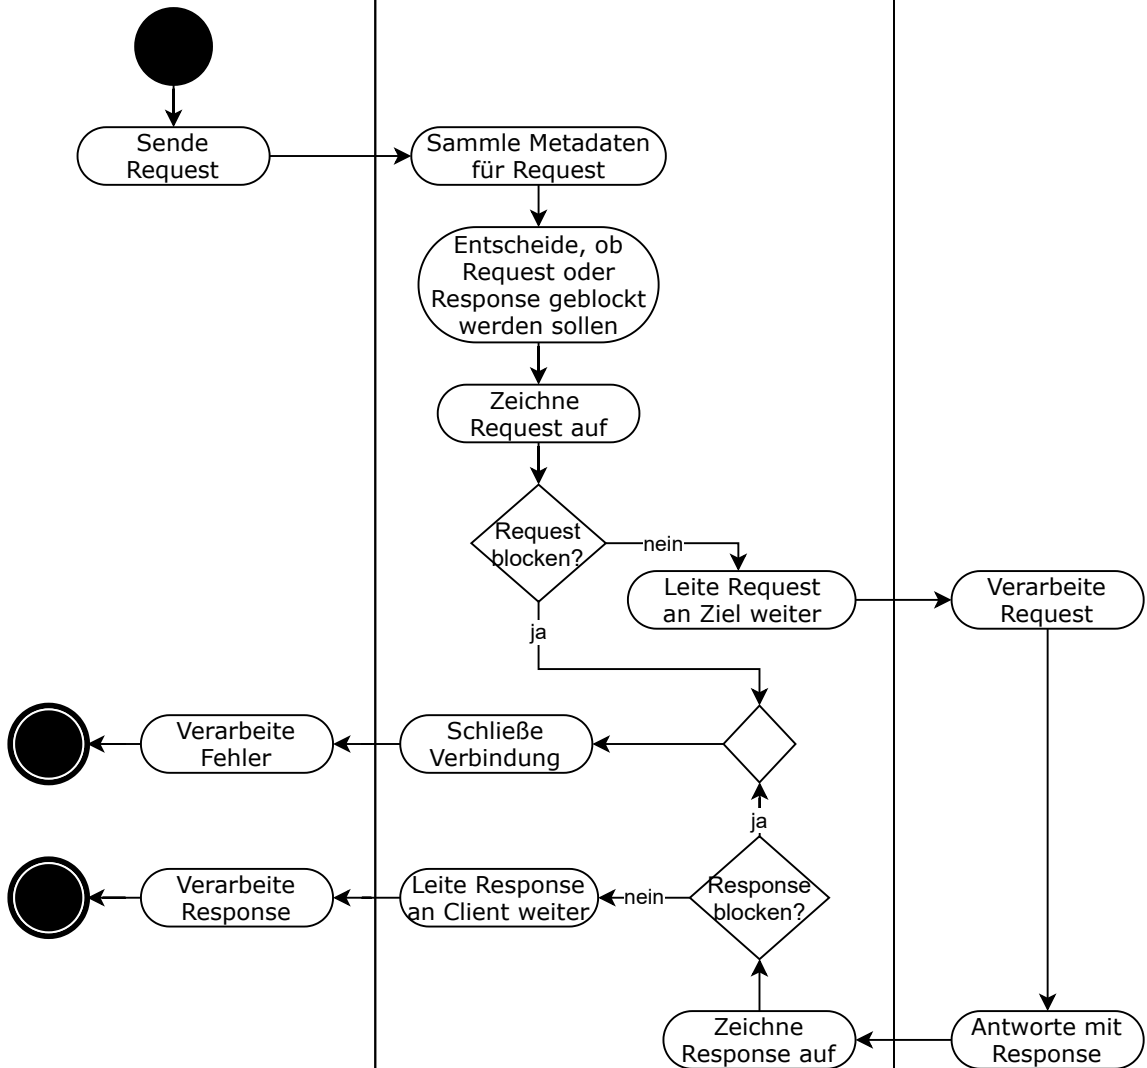 Sende
Request
Sammle Metadaten
für Request
Entscheide, ob
Request oder
Response geblockt
werden sollen
Zeichne
Request auf
Request
blocken?
nein
Leite Request
an Ziel weiter
Verarbeite
Request
ja
Verarbeite
Fehler
Schließe
Verbindung
ja
Verarbeite
Response
Leite Response
an Client weiter
nein
Response
blocken?
Zeichne
Response auf
Antworte mit
Response